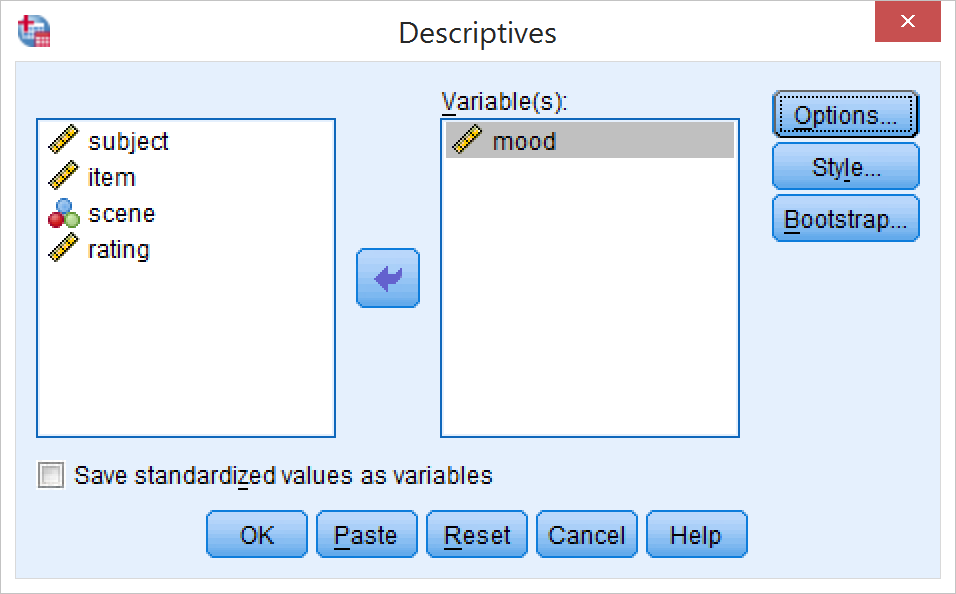 Descriptives
Variable(s):
subject
item
scene
rating
mood
Options...
Style...
Bootstrap...
Save standardized values as variables
OK Paste Reset Cancel Help